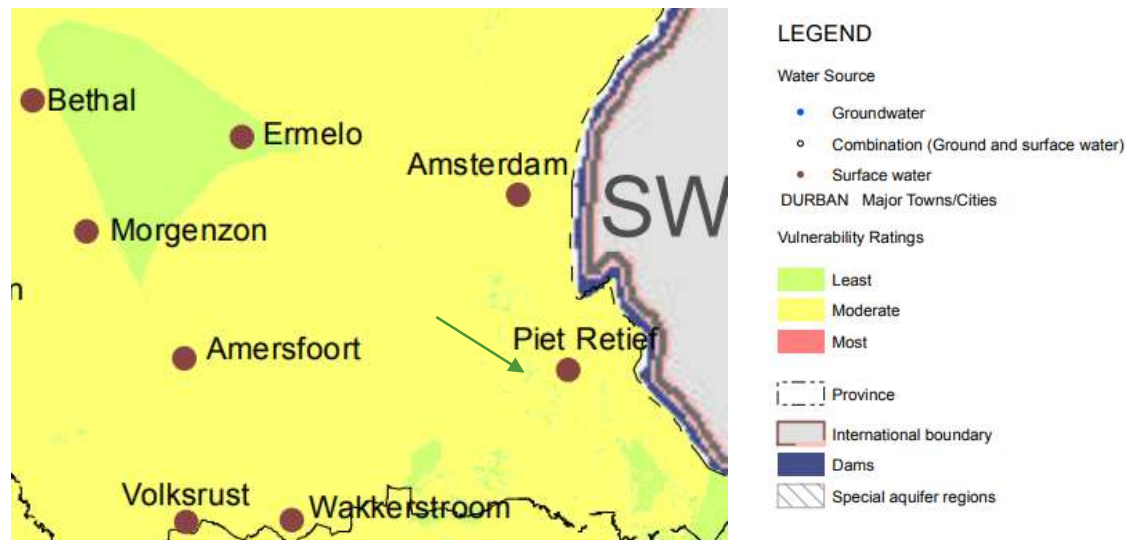 Bethal
Ermelo
Amsterdam
SW
Morgenzon
n
Piet Retief
Amersfoort
Volksrust
Wakkerstroom
LEGEND
Water Source
Groundwater
Combination (Ground and surface water)
Surface water
DURBAN Major Towns/Cities
Vulnerability Ratings
Least
Moderate
Most
Province
International boundary
Dams
Special aquifer regions